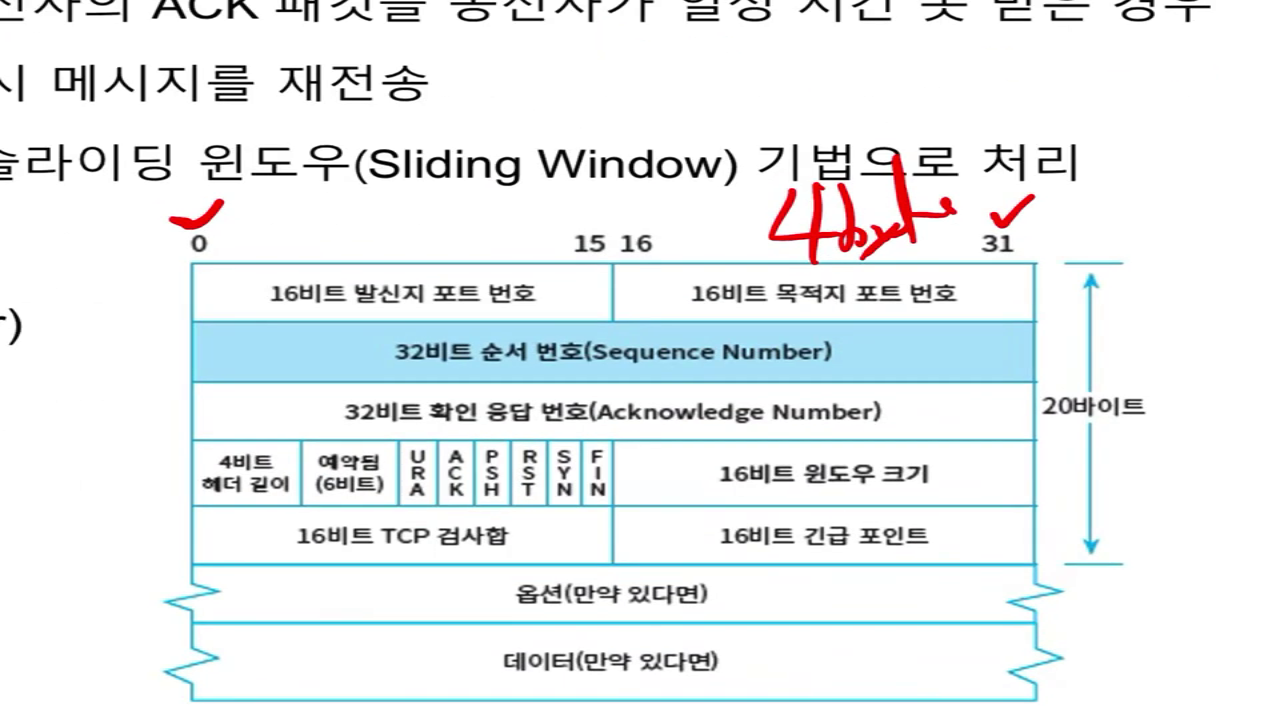 ACK 패킷을 송신자가 일정 시간 못 받은 경우
시 메시지를 재전송
슬라이딩 윈도우(Sliding Window) 기법으로 처리
4byte
0 15 16 31
16비트 발신지 포트 번호 16비트 목적지 포트 번호
32비트 순서 번호(Sequence Number)
32비트 확인 응답 번호(Acknowledge Number)
20바이트
4비트 헤더 길이 예약됨 (6비트) URA ACK PSH RST SYN FIN 16비트 윈도우 크기
16비트 TCP 검사합 16비트 긴급 포인트
옵션(만약 있다면)
데이터(만약 있다면)